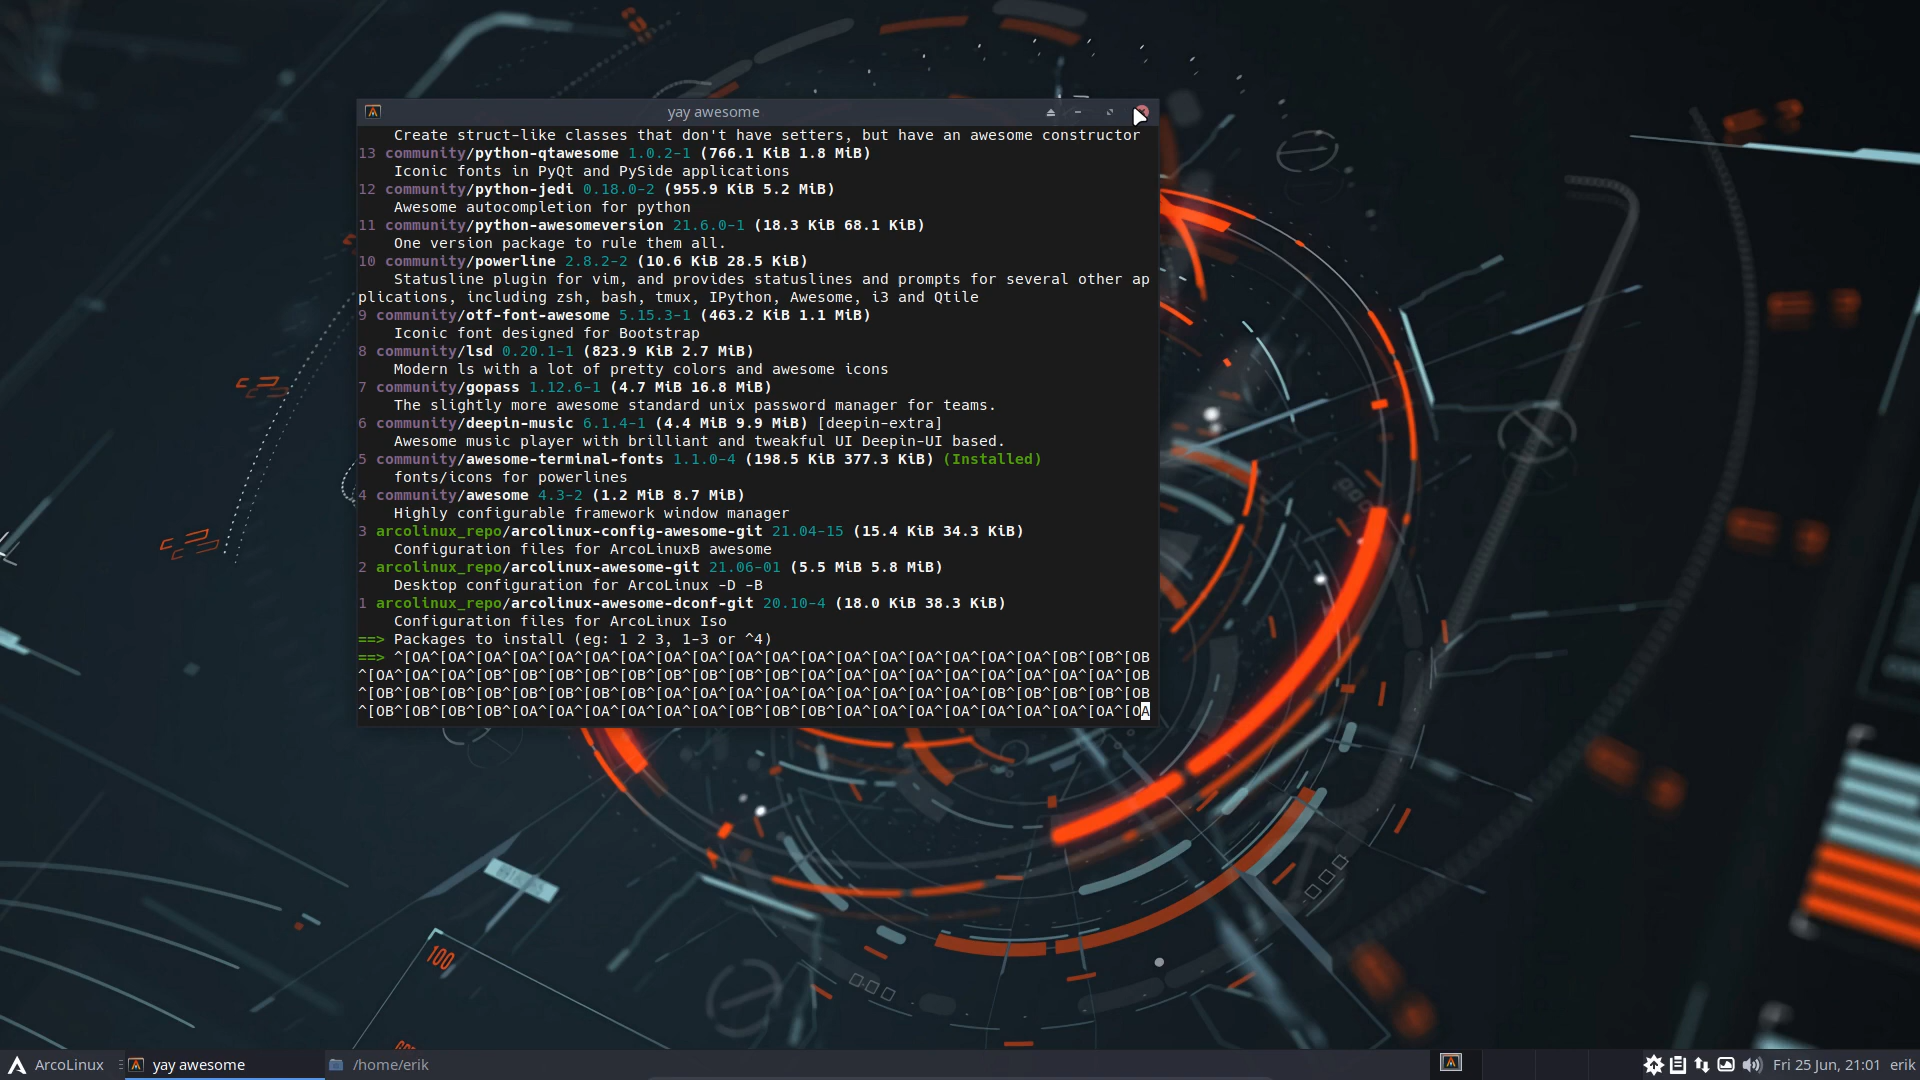 yay awesome
Create struct-like classes that don't have setters, but have an awesome constructor
13 community/python-qtawesome 1.0.2-1 (766.1 KiB 1.8 MiB)
Iconic fonts in PyQt and PySide applications
12 community/python-jedi 0.18.0-2 (955.9 KiB 5.2 MiB)
Awesome autocompletion for python
11 community/python-awesomeversion 21.6.0-1 (18.3 KiB 68.1 KiB)
One version package to rule them all.
10 community/powerline 2.8.2-2 (10.6 KiB 28.5 KiB)
Statusline plugin for vim, and provides statuslines and prompts for several other ap
plications, including zsh, bash, tmux, IPython, Awesome, i3 and Qtile
9 community/otf-font-awesome 5.15.3-1 (463.2 KiB 1.1 MiB)
Iconic font designed for Bootstrap
8 community/lsd 0.20.1-1 (823.9 KiB 2.7 MiB)
Modern ls with a lot of pretty colors and awesome icons
7 community/gopass 1.12.6-1 (4.7 MiB 16.8 MiB)
The slightly more awesome standard unix password manager for teams.
6 community/deepin-music 6.1.4-1 (4.4 MiB 9.9 MiB) [deepin-extra]
Awesome music player with brilliant and tweakful UI Deepin-UI based.
5 community/awesome-terminal-fonts 1.1.0-4 (198.5 KiB 377.3 KiB) (Installed)
fonts/icons for powerlines
4 community/awesome 4.3-2 (1.2 MiB 8.7 MiB)
Highly configurable framework window manager
3 arcolinux_repo/arcolinux-config-awesome-git 21.04-15 (15.4 KiB 34.3 KiB)
Configuration files for ArcoLinuxB awesome
2 arcolinux_repo/arcolinux-awesome-git 21.06-01 (5.5 MiB 5.8 MiB)
Desktop configuration for ArcoLinux -D -B
1 arcolinux_repo/arcolinux-awesome-dconf-git 20.10-4 (18.0 KiB 38.3 KiB)
Configuration files for ArcoLinux Iso
==> Packages to install (eg: 1 2 3, 1-3 or ^4)
==> ^[OA^[OA^[OA^[OA^[OA^[OA^[OA^[OA^[OA^[OA^[OA^[OA^[OA^[OA^[OA^[OA^[OA^[OA^[OB^[OB^[OB
^[OA^[OA^[OA^[OB^[OB^[OB^[OB^[OB^[OB^[OB^[OB^[OB^[OA^[OA^[OA^[OA^[OA^[OA^[OA^[OA^[OA^[OB
^[OB^[OB^[OB^[OB^[OB^[OB^[OB^[OB^[OA^[OA^[OA^[OA^[OA^[OA^[OA^[OA^[OA^[OB^[OB^[OB^[OB^[OB
^[OB^[OB^[OB^[OB^[OA^[OA^[OA^[OA^[OA^[OA^[OB^[OB^[OB^[OA^[OA^[OA^[OA^[OA^[OA^[OA^[OA^[OA
100
ArcoLinux
yay awesome
/home/erik
Fri 25 Jun, 21:01
erik